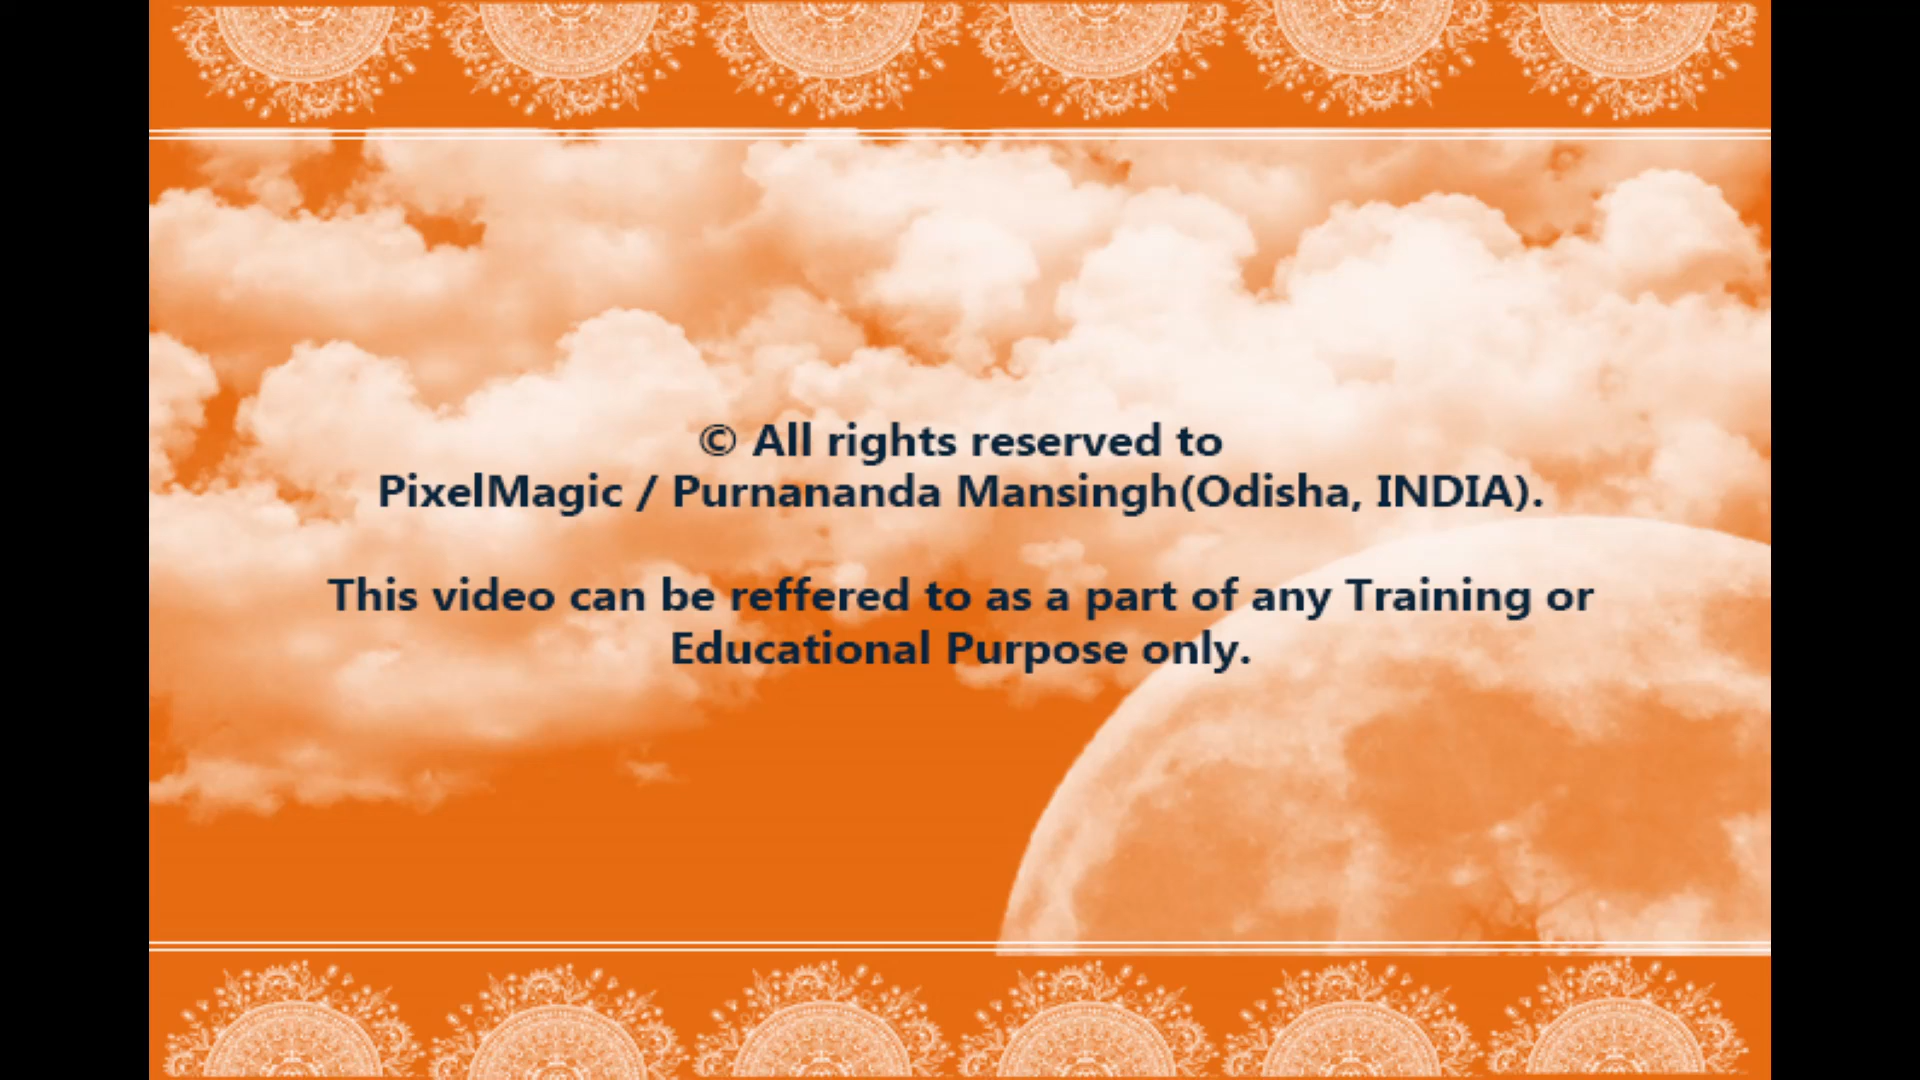 © All rights reserved to
PixelMagic / Purnananda Mansingh(Odisha, INDIA).
This video can be reffered to as a part of any Training or
Educational Purpose only.